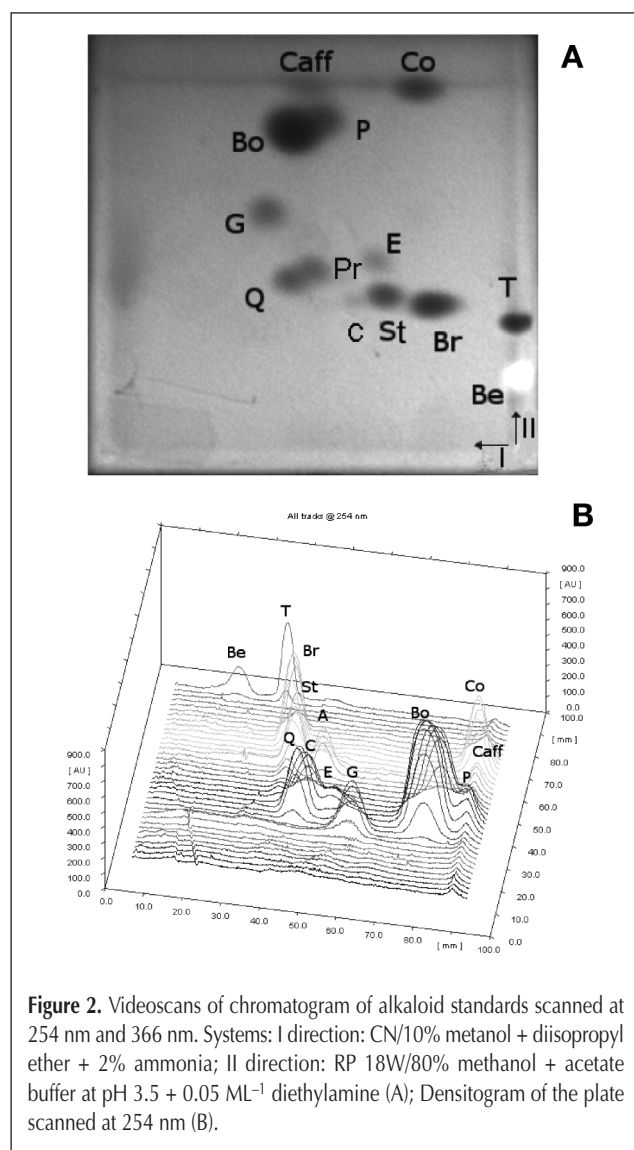 Caff Co A
Bo P
G
E
Pr
Q
T
C St Br
Be
II
I
All tracks @ 254 nm
B
900.0
[ AU ]
800.0
700.0
600.0
500.0
400.0
300.0
200.0
100.0
0.0
T
Be Br
St
A
Q C
E G
Bo
Co
Caff
P
900.0
[ AU ]
800.0
700.0
600.0
500.0
400.0
300.0
200.0
100.0
0.0
0.0 10.0 20.0 30.0 40.0 50.0 60.0 70.0 80.0 [ mm ] 100.0
100.0
[ mm ]
80.0
70.0
60.0
50.0
40.0
30.0
20.0
10.0
0.0
Figure 2. Videoscans of chromatogram of alkaloid standards scanned at
254 nm and 366 nm. Systems: I direction: CN/10% metanol + diisopropyl
ether + 2% ammonia; II direction: RP 18W/80% methanol + acetate
buffer at pH 3.5 + 0.05 ML⁻¹ diethylamine (A); Densitogram of the plate
scanned at 254 nm (B).